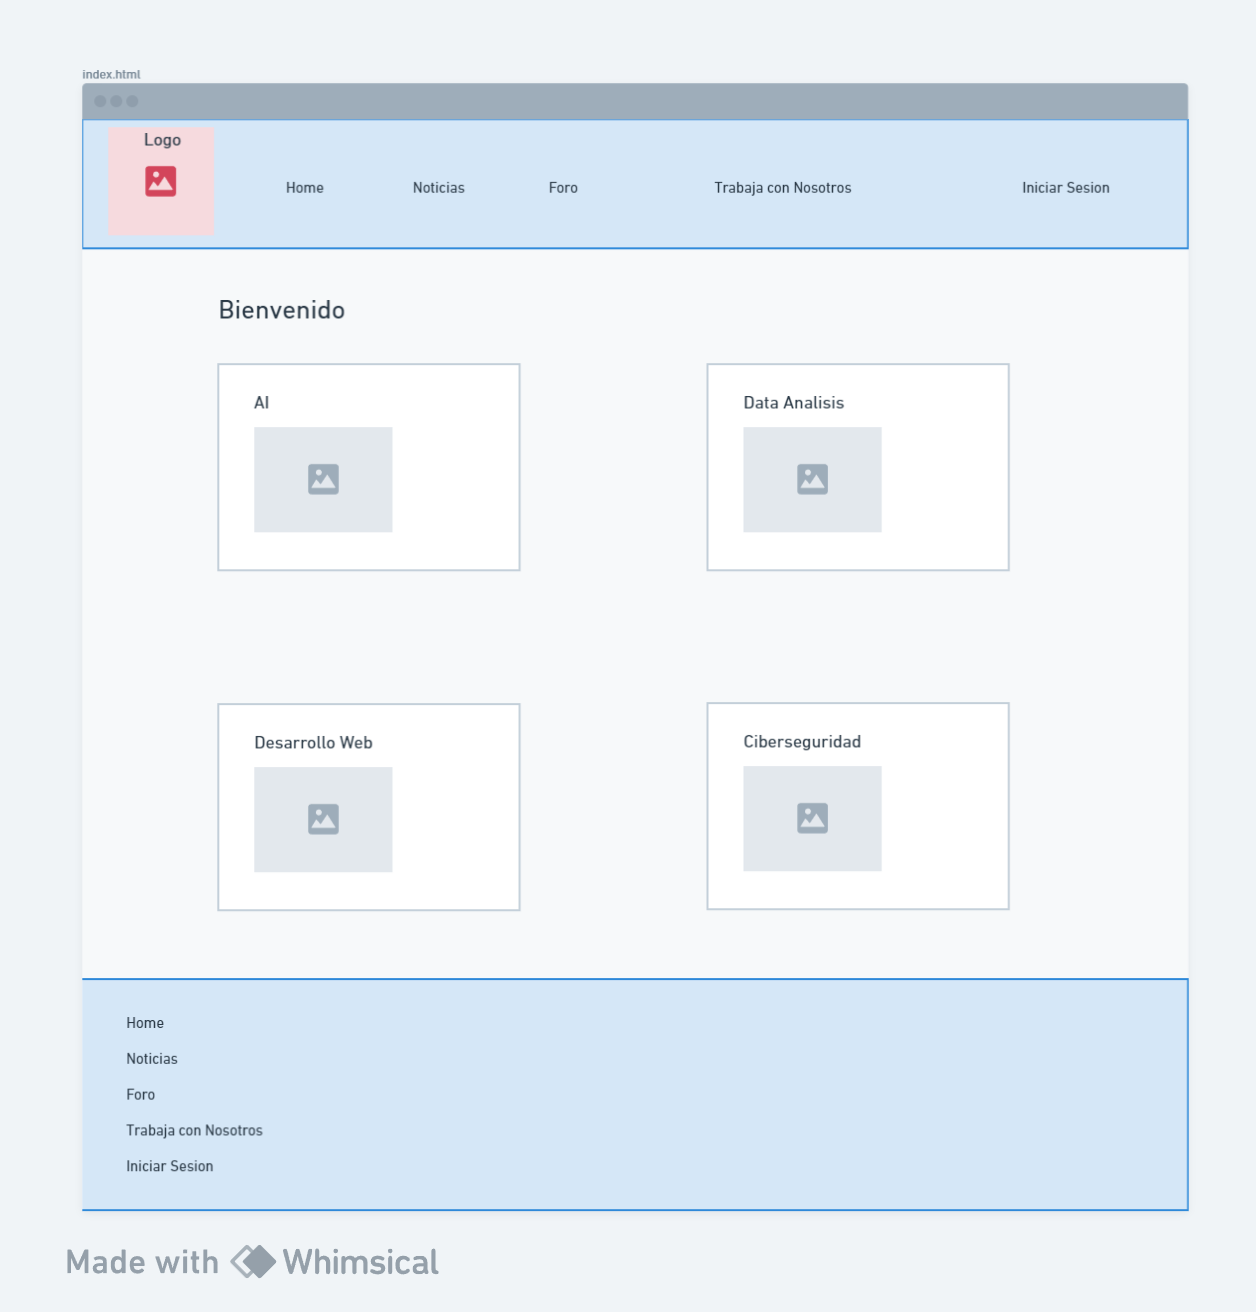 index.html
Logo
Home Noticias Foro Trabaja con Nosotros Iniciar Sesion
Bienvenido
AI
Data Analisis
Desarrollo Web
Ciberseguridad
Home
Noticias
Foro
Trabaja con Nosotros
Iniciar Sesion
Made with Whimsical